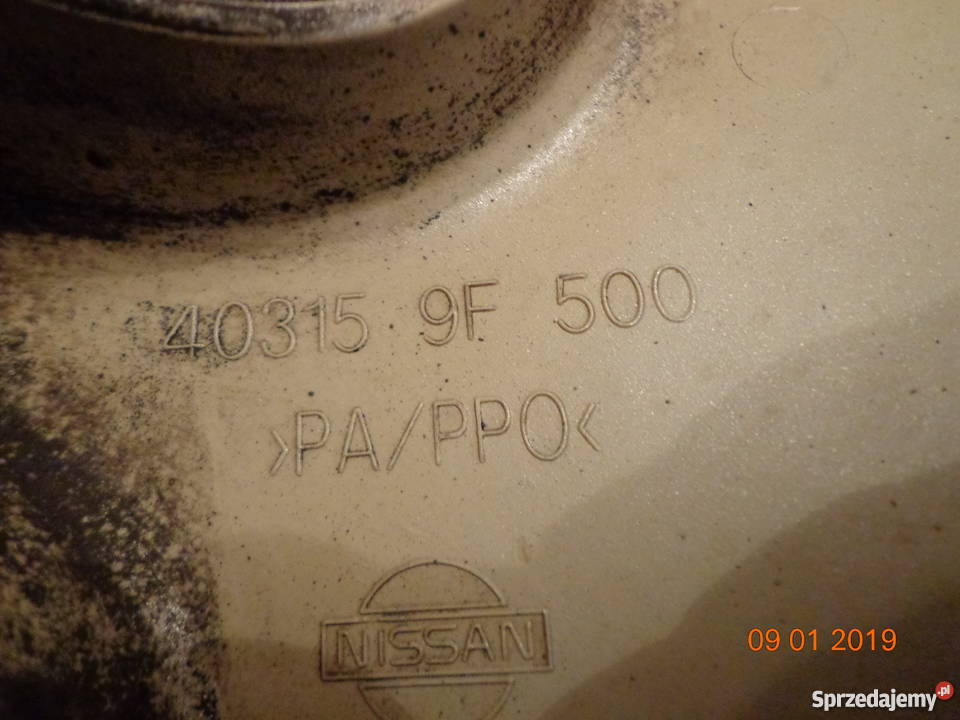 40315 9F 500
>PA/PPO<
NISSAN
09 01 2019
Sprzedajemy.pl